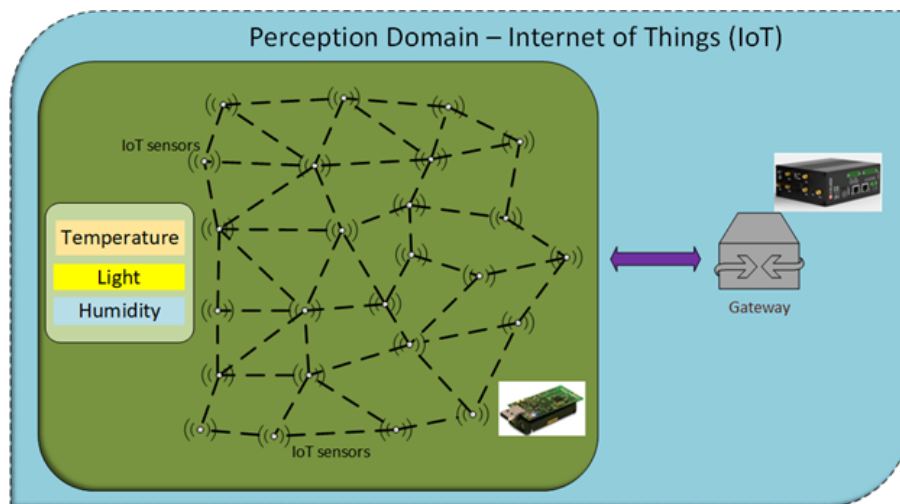 Perception Domain – Internet of Things (IoT)
IoT sensors
Temperature
Light
Humidity
Gateway
IoT sensors